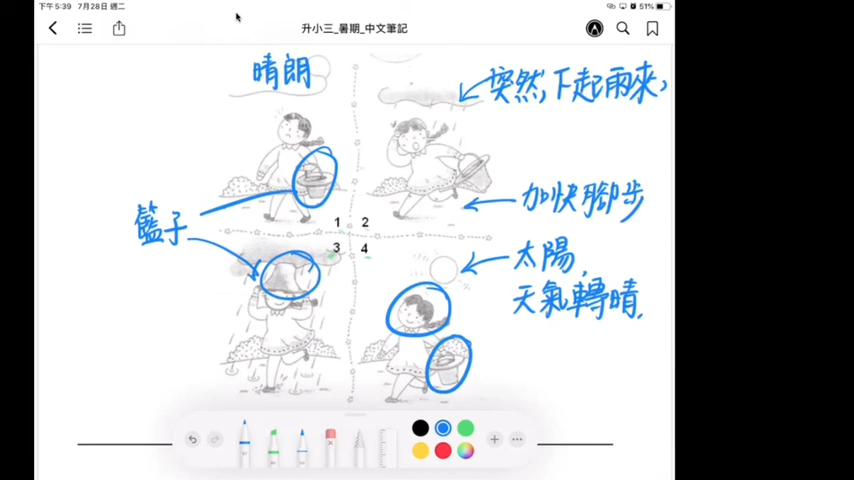 下午5:39 7月28日 週二
51%
升小三_暑期_中文筆記
晴朗
突然,下起雨來,
籃子
加快腳步
1 2
3 4
太陽,
天氣轉晴.